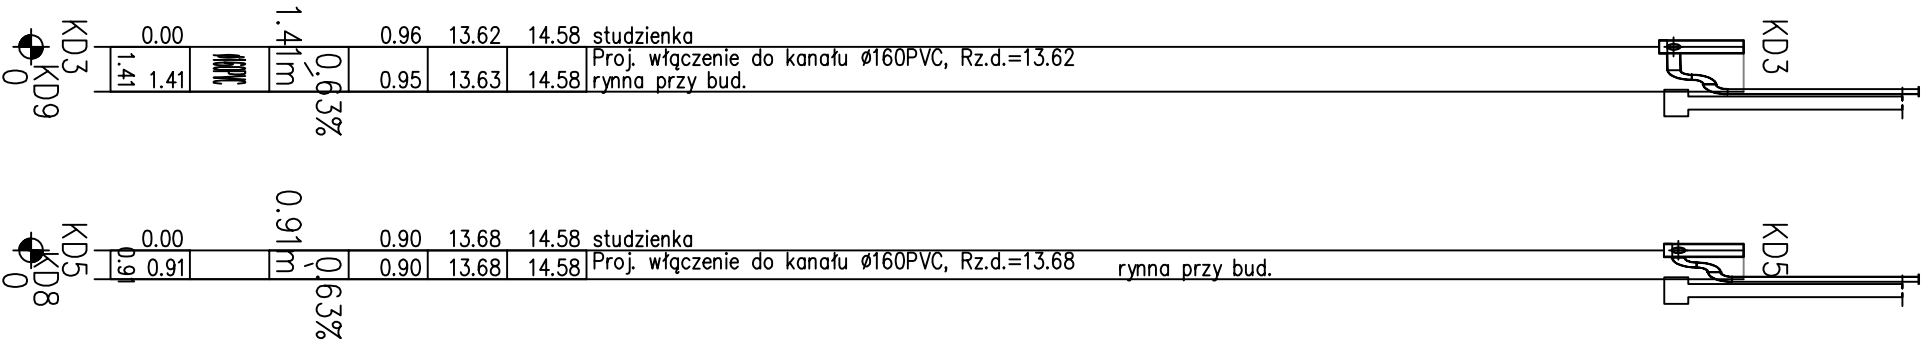 KD3
0.00
1.41m
0.96
13.62
14.58
studzienka
KD3
KD9
0
1.41
1.41
0.63%
0.95
13.63
14.58
Proj. włączenie do kanału ø160PVC, Rz.d.=13.62
rynna przy bud.
KD5
0.00
0.91m
0.90
13.68
14.58
studzienka
KD5
KD8
0
0.91
0.91
0.63%
0.90
13.68
14.58
Proj. włączenie do kanału ø160PVC, Rz.d.=13.68
rynna przy bud.